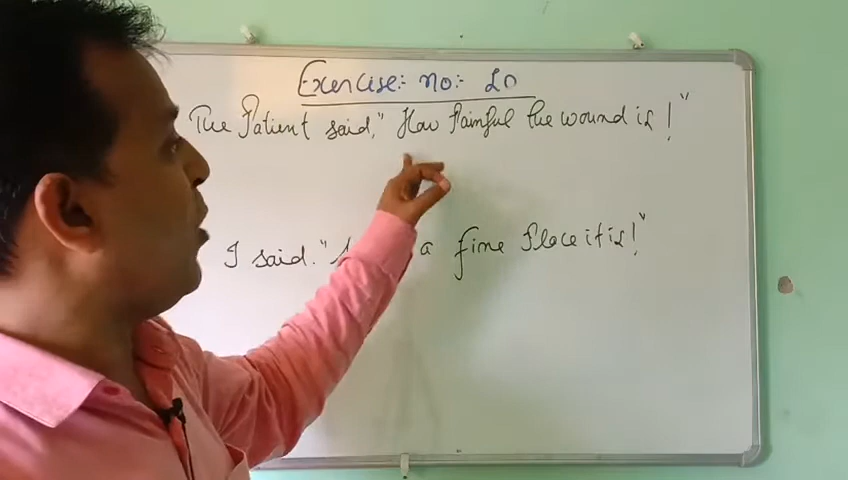 Exercise:- no:- 20
The Patient said," How Painful the wound is!"
I said." a fine Place it is!"